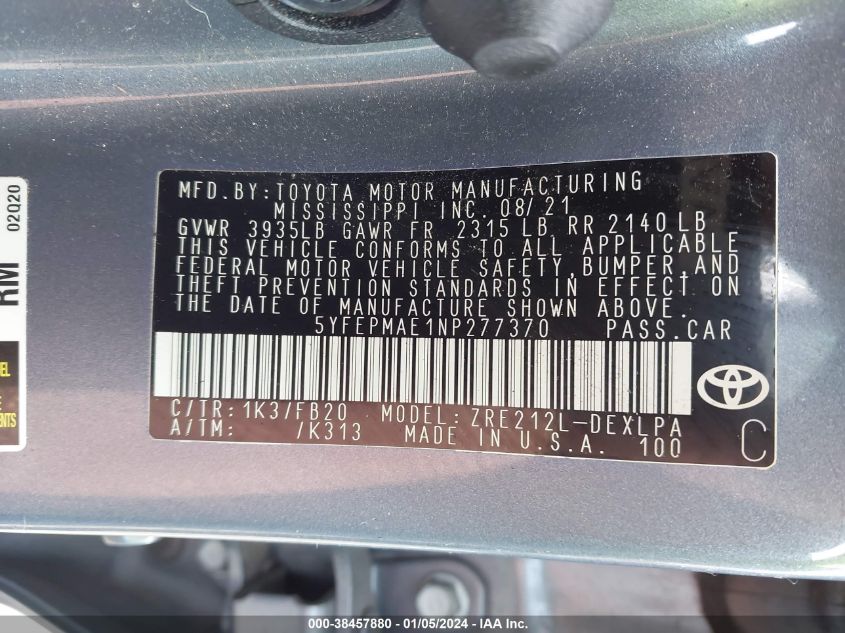 MFD. BY: TOYOTA MOTOR MANUFACTURING
MISSISSIPPI INC. 08/21
GVWR 3935LB GAWR FR 2315 LB RR 2140 LB
THIS VEHICLE CONFORMS TO ALL APPLICABLE
FEDERAL MOTOR VEHICLE SAFETY, BUMPER, AND
THEFT PREVENTION STANDARDS IN EFFECT ON
THE DATE OF MANUFACTURE SHOWN ABOVE.
5YFEPMAE1NP277370 PASS. CAR
C/TR: 1K3/FB20 MODEL: ZRE212L-DEXLPA
A/TM: /K313 MADE IN U.S.A. 100
C
02Q20
RM
000-38457880 - 01/05/2024 - © IAA, Inc.